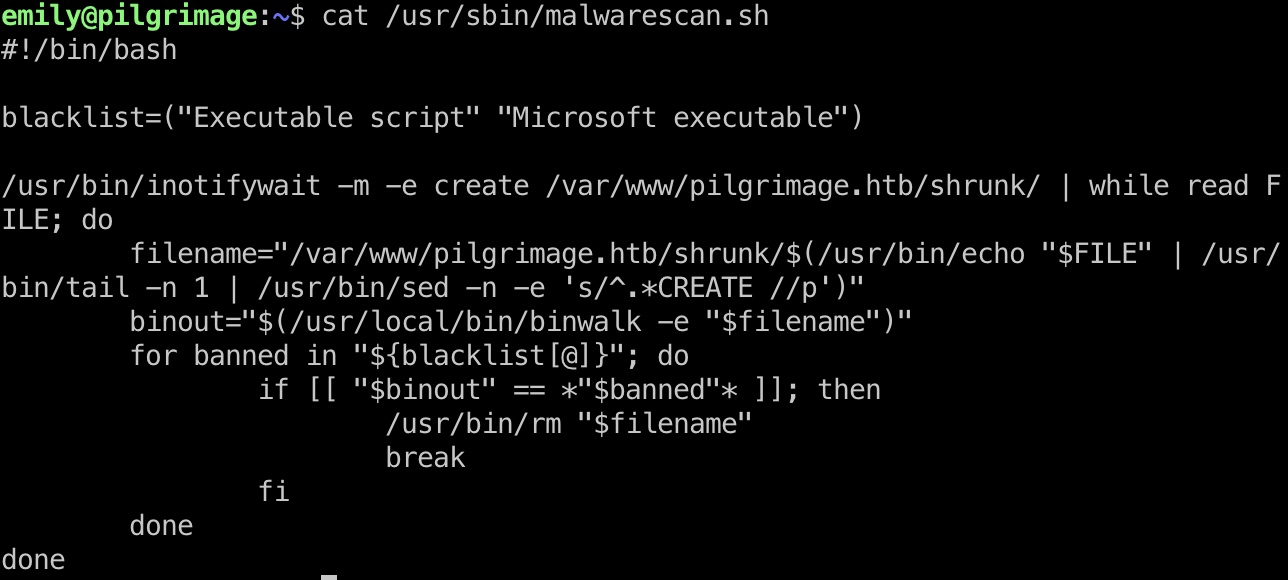 emily@pilgrimage:~$ cat /usr/sbin/malwarescan.sh
#!/bin/bash

blacklist=("Executable script" "Microsoft executable")

/usr/bin/inotifywait -m -e create /var/www/pilgrimage.htb/shrunk/ | while read F
ILE; do
        filename="/var/www/pilgrimage.htb/shrunk/$(/usr/bin/echo "$FILE" | /usr/
bin/tail -n 1 | /usr/bin/sed -n -e 's/^.*CREATE //p')"
        binout="$(/usr/local/bin/binwalk -e "$filename")"
        for banned in "${blacklist[@]}"; do
                if [[ "$binout" == *"$banned"* ]]; then
                        /usr/bin/rm "$filename"
                        break
                fi
        done
done